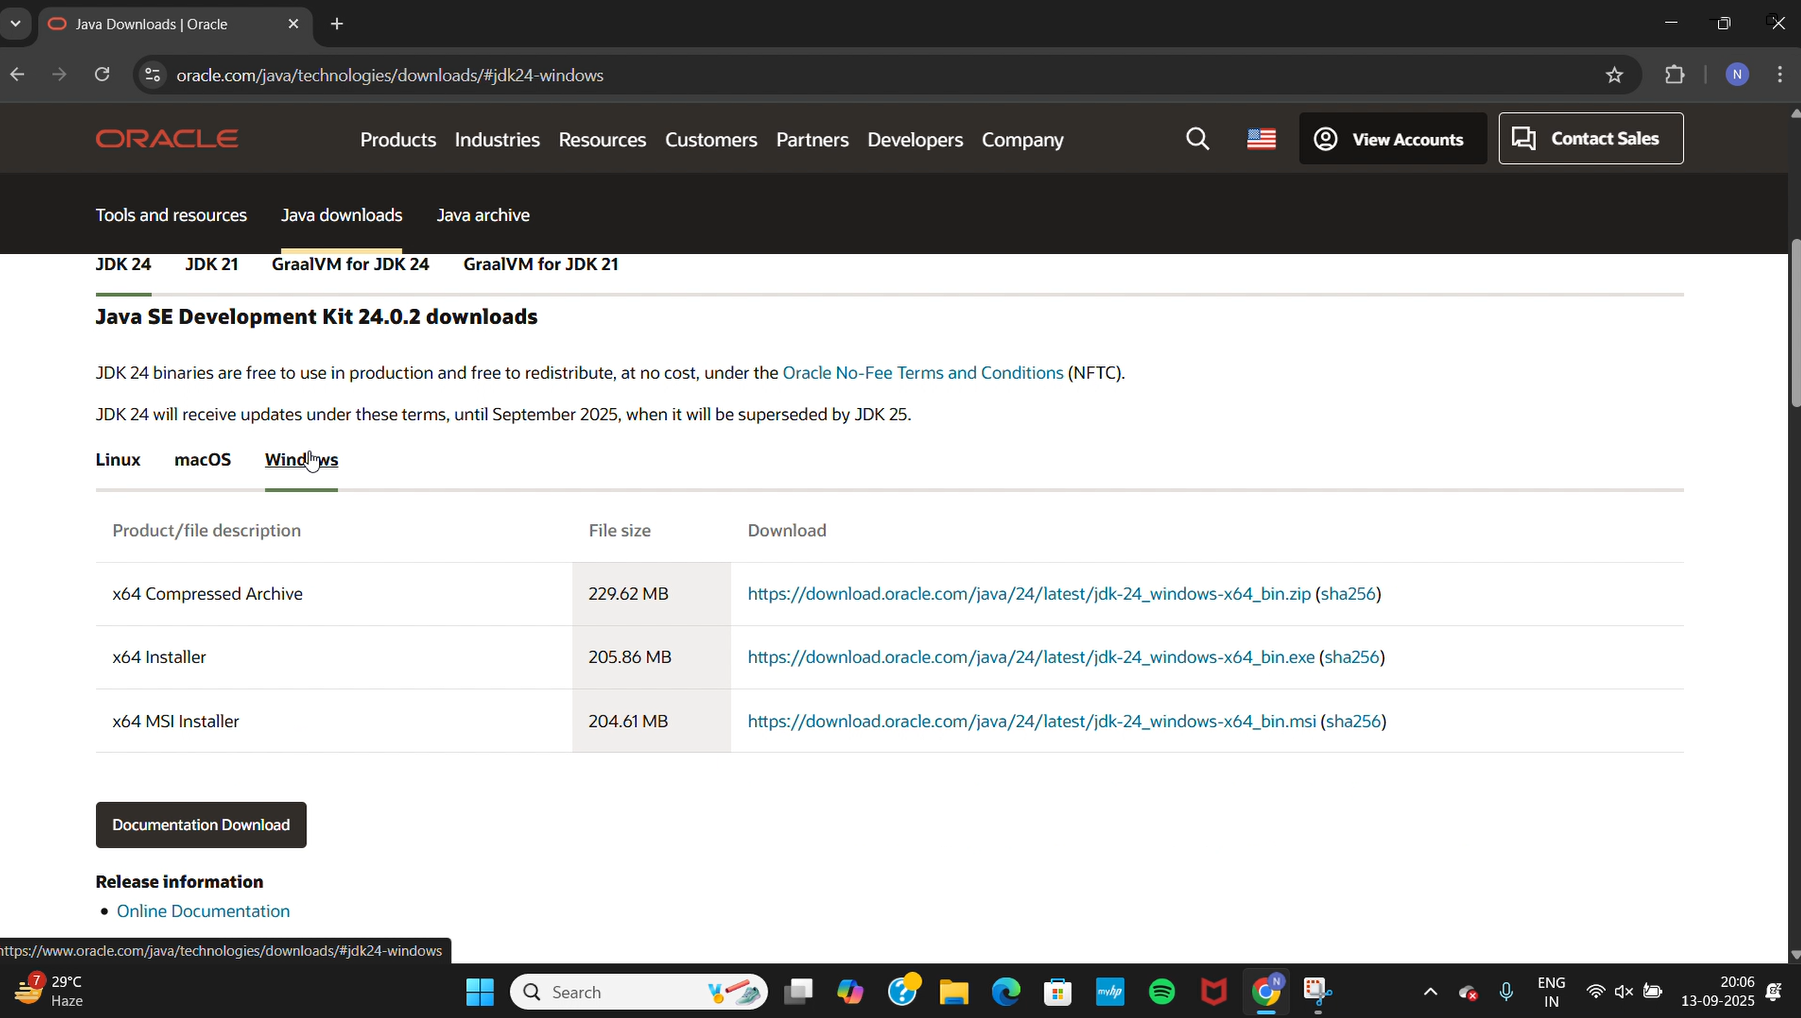 Java Downloads | Oracle
oracle.com/java/technologies/downloads/#jdk24-windows
N
ORACLE
Products Industries Resources Customers Partners Developers Company
View Accounts
Contact Sales
Tools and resources Java downloads Java archive
JDK 24 JDK 21 GraalVM for JDK 24 GraalVM for JDK 21
Java SE Development Kit 24.0.2 downloads
JDK 24 binaries are free to use in production and free to redistribute, at no cost, under the Oracle No-Fee Terms and Conditions (NFTC).
JDK 24 will receive updates under these terms, until September 2025, when it will be superseded by JDK 25.
Linux macOS Windows
Product/file description File size Download
x64 Compressed Archive 229.62 MB https://download.oracle.com/java/24/latest/jdk-24_windows-x64_bin.zip (sha256)
x64 Installer 205.86 MB https://download.oracle.com/java/24/latest/jdk-24_windows-x64_bin.exe (sha256)
x64 MSI Installer 204.61 MB https://download.oracle.com/java/24/latest/jdk-24_windows-x64_bin.msi (sha256)
Documentation Download
Release information
• Online Documentation
ttps://www.oracle.com/java/technologies/downloads/#jdk24-windows
7 29°C
Haze
Search
myhp
N
ENG
IN
20:06
13-09-2025